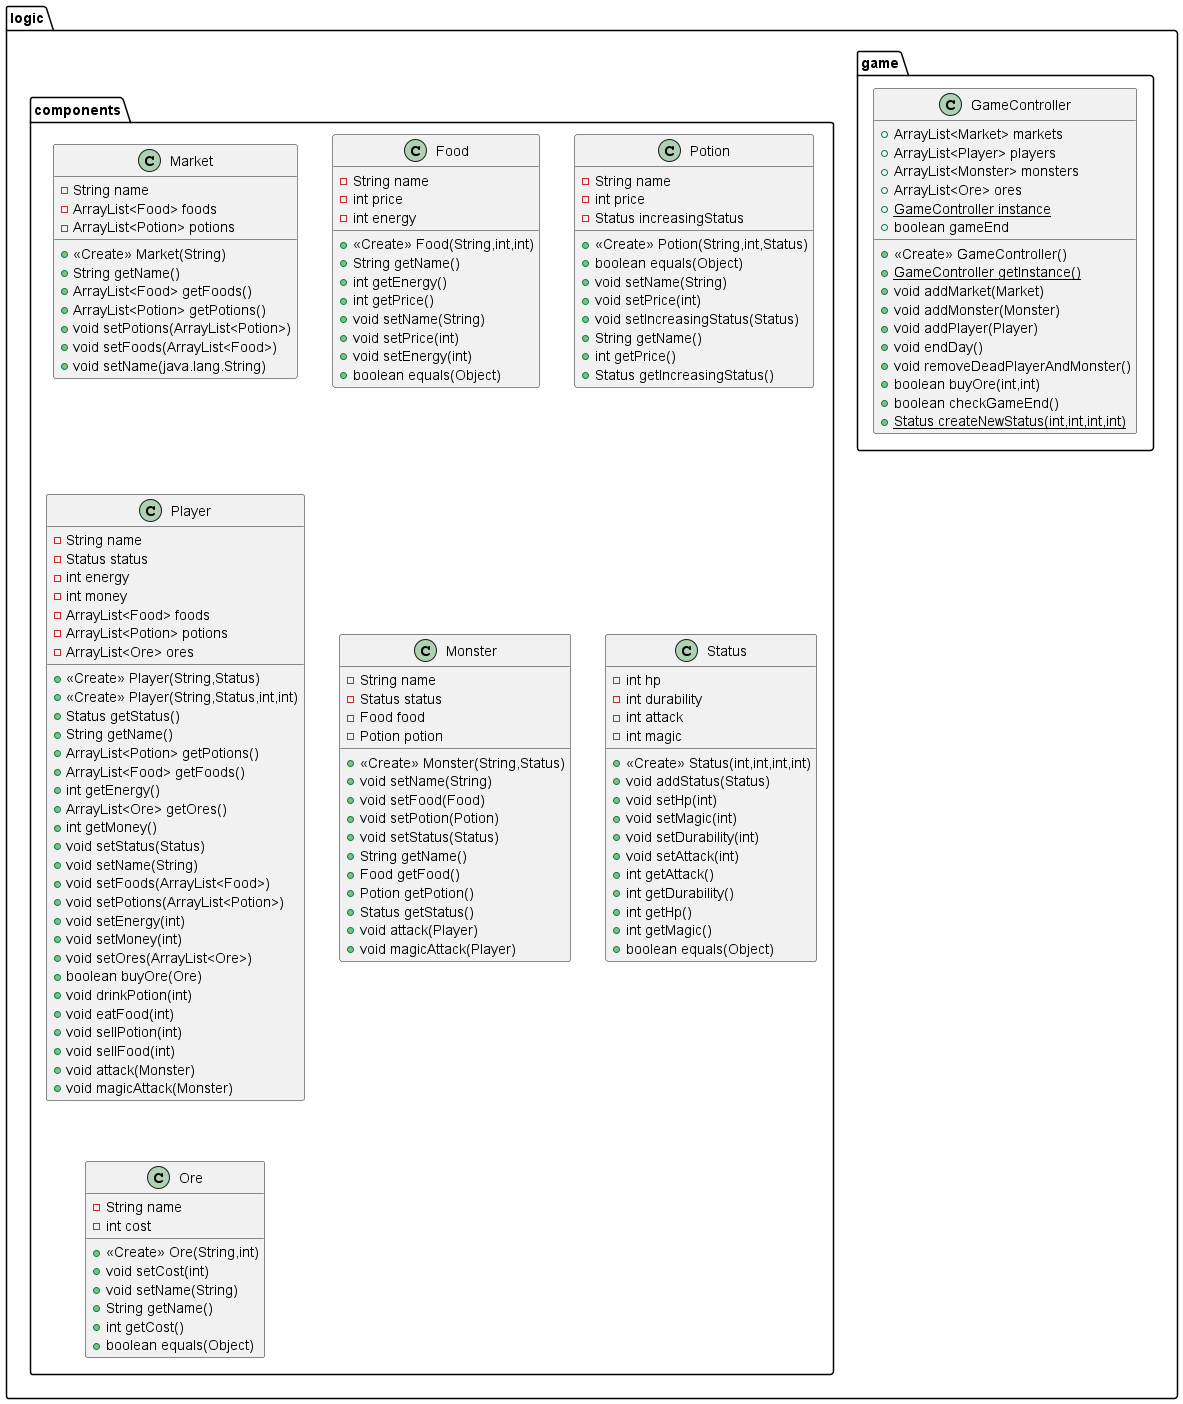 logic
components
game
C Market
String name
ArrayList<Food> foods
ArrayList<Potion> potions
«Create» Market(String)
String getName()
ArrayList<Food> getFoods()
ArrayList<Potion> getPotions()
void setPotions(ArrayList<Potion>)
void setFoods(ArrayList<Food>)
void setName(java.lang.String)
C Food
String name
int price
int energy
«Create» Food(String,int,int)
String getName()
int getEnergy()
int getPrice()
void setName(String)
void setPrice(int)
void setEnergy(int)
boolean equals(Object)
C Potion
String name
int price
Status increasingStatus
«Create» Potion(String,int,Status)
boolean equals(Object)
void setName(String)
void setPrice(int)
void setIncreasingStatus(Status)
String getName()
int getPrice()
Status getIncreasingStatus()
C GameController
ArrayList<Market> markets
ArrayList<Player> players
ArrayList<Monster> monsters
ArrayList<Ore> ores
GameController instance
boolean gameEnd
«Create» GameController()
GameController getInstance()
void addMarket(Market)
void addMonster(Monster)
void addPlayer(Player)
void endDay()
void removeDeadPlayerAndMonster()
boolean buyOre(int,int)
boolean checkGameEnd()
Status createNewStatus(int,int,int,int)
C Player
String name
Status status
int energy
int money
ArrayList<Food> foods
ArrayList<Potion> potions
ArrayList<Ore> ores
«Create» Player(String,Status)
«Create» Player(String,Status,int,int)
Status getStatus()
String getName()
ArrayList<Potion> getPotions()
ArrayList<Food> getFoods()
int getEnergy()
ArrayList<Ore> getOres()
int getMoney()
void setStatus(Status)
void setName(String)
void setFoods(ArrayList<Food>)
void setPotions(ArrayList<Potion>)
void setEnergy(int)
void setMoney(int)
void setOres(ArrayList<Ore>)
boolean buyOre(Ore)
void drinkPotion(int)
void eatFood(int)
void sellPotion(int)
void sellFood(int)
void attack(Monster)
void magicAttack(Monster)
C Monster
String name
Status status
Food food
Potion potion
«Create» Monster(String,Status)
void setName(String)
void setFood(Food)
void setPotion(Potion)
void setStatus(Status)
String getName()
Food getFood()
Potion getPotion()
Status getStatus()
void attack(Player)
void magicAttack(Player)
C Status
int hp
int durability
int attack
int magic
«Create» Status(int,int,int,int)
void addStatus(Status)
void setHp(int)
void setMagic(int)
void setDurability(int)
void setAttack(int)
int getAttack()
int getDurability()
int getHp()
int getMagic()
boolean equals(Object)
C Ore
String name
int cost
«Create» Ore(String,int)
void setCost(int)
void setName(String)
String getName()
int getCost()
boolean equals(Object)